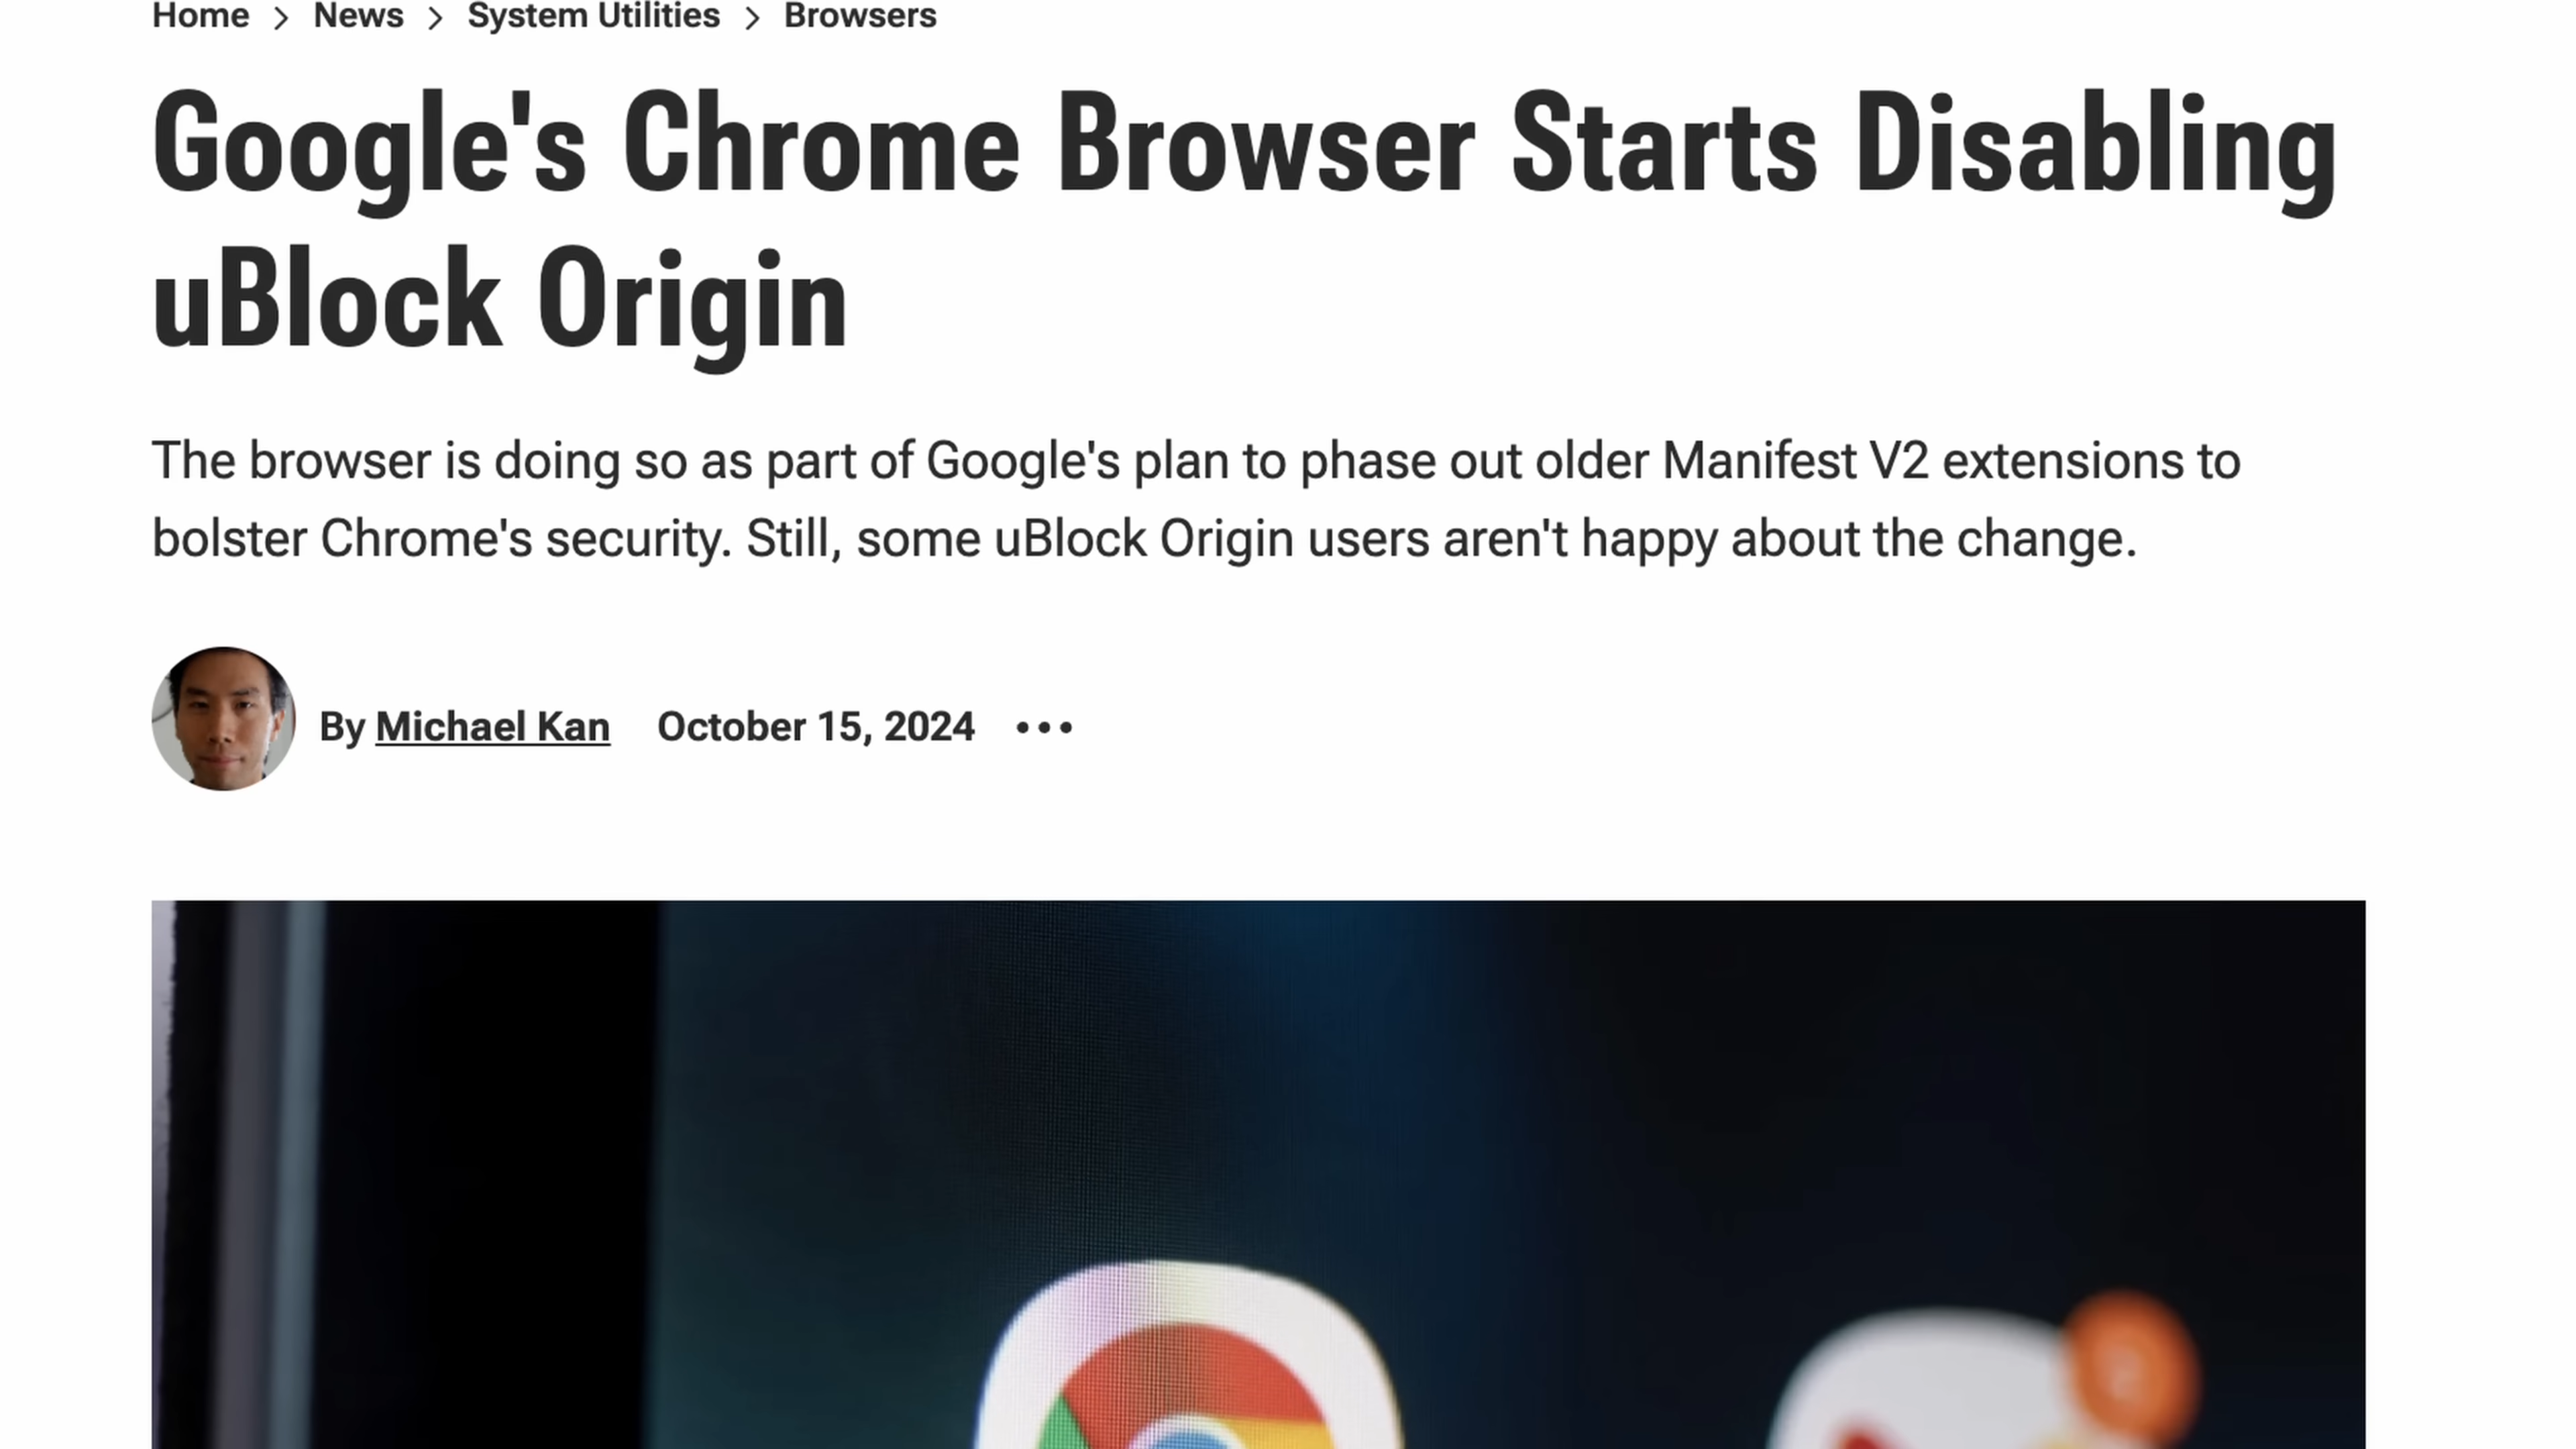 Home > News > System Utilities > Browsers
Google's Chrome Browser Starts Disabling
uBlock Origin
The browser is doing so as part of Google's plan to phase out older Manifest V2 extensions to
bolster Chrome's security. Still, some uBlock Origin users aren't happy about the change.
By Michael Kan October 15, 2024 •••